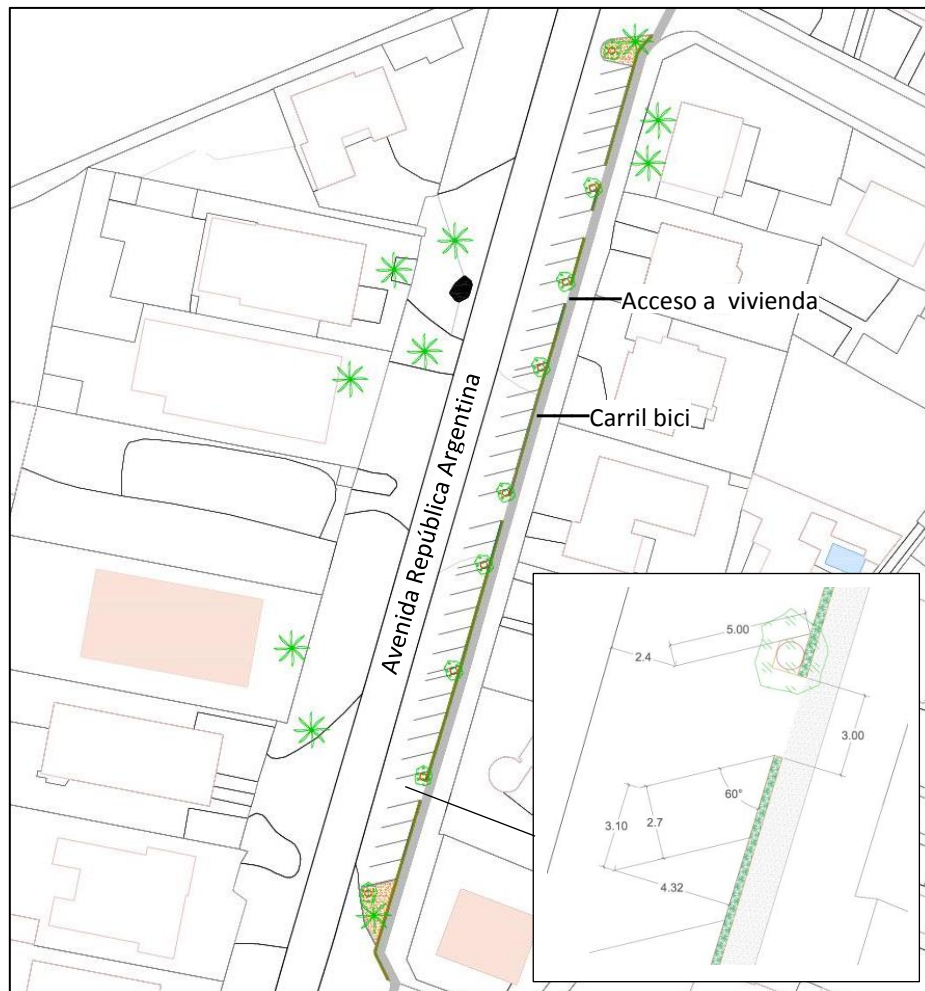 Acceso a vivienda
Carril bici
Avenida República Argentina
5.00
2.4
3.00
60°
3.10
2.7
4.32